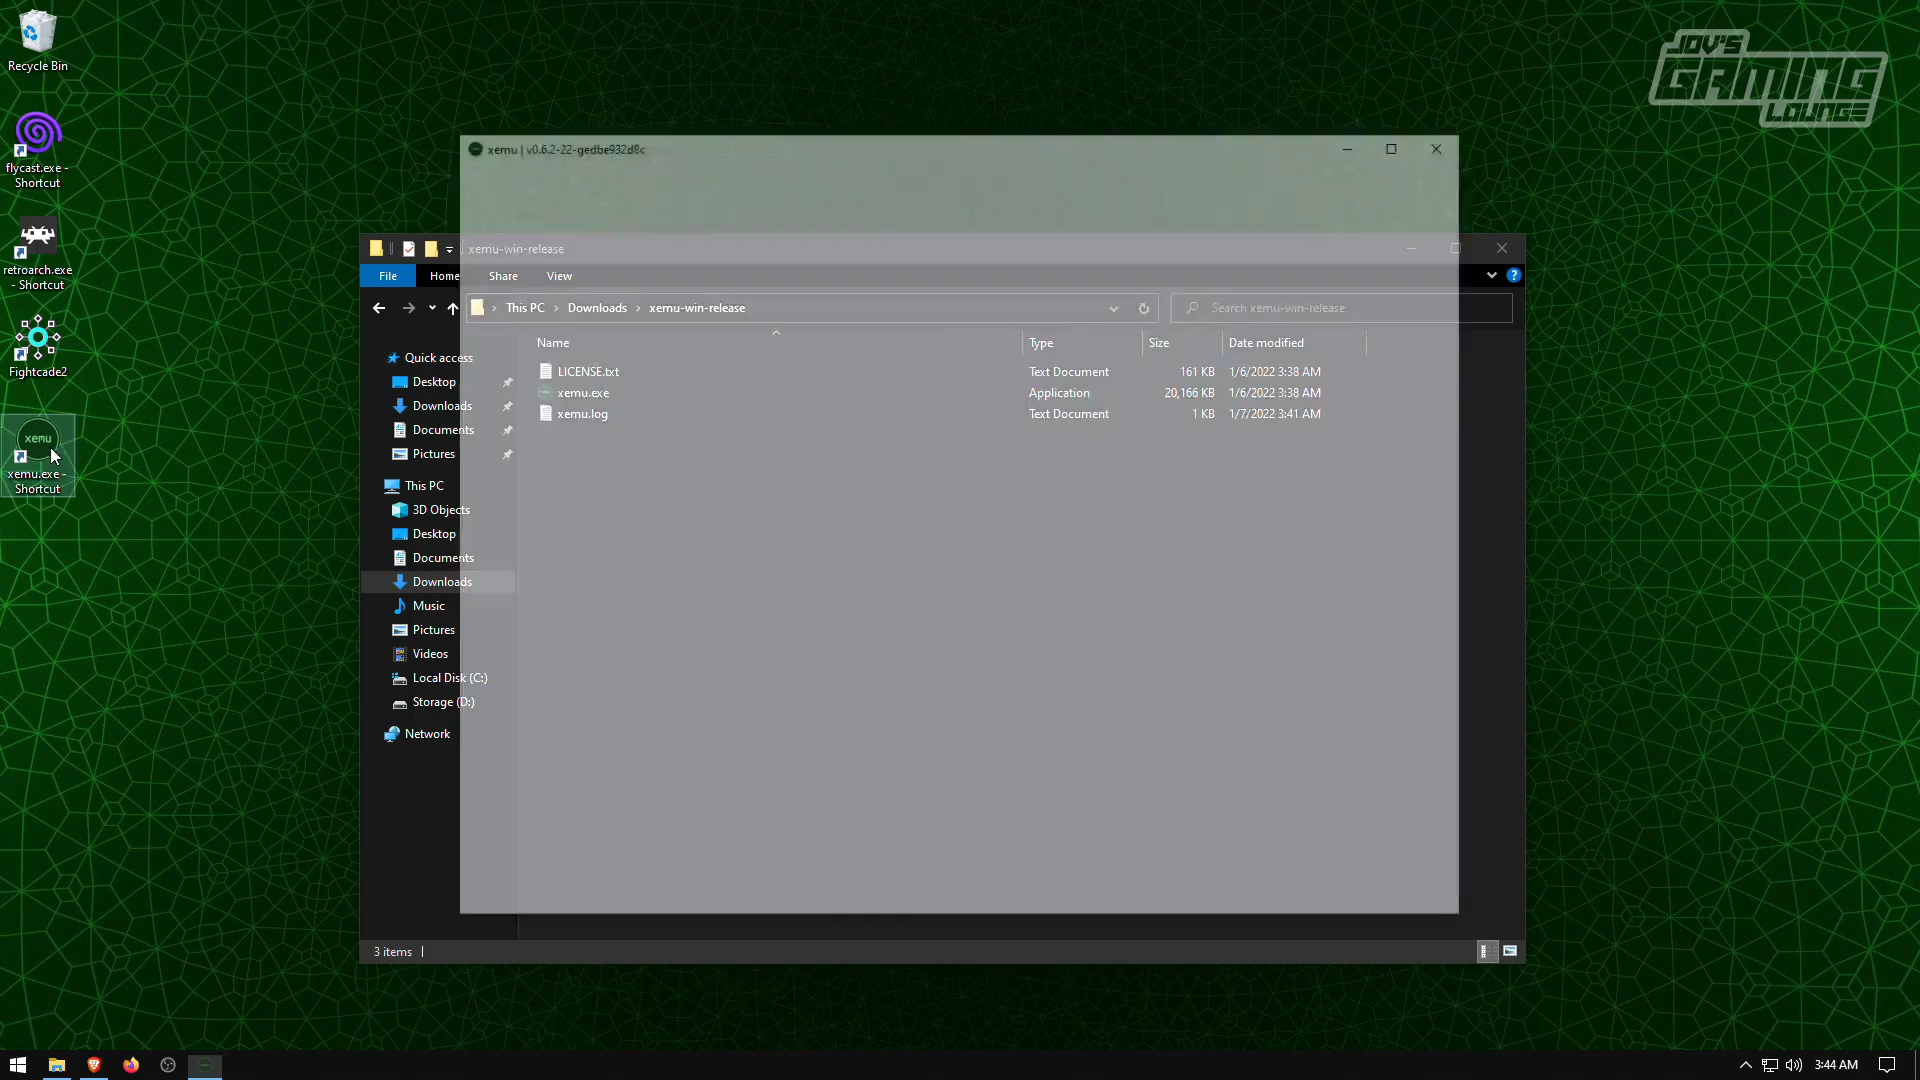 Recycle Bin
flycast.exe -
Shortcut
retroarch.exe
- Shortcut
Fightcade2
xemu
xemu.exe -
Shortcut
JOV'S
GAMING
LOUNGE
xemu | v0.6.2-22-gedbe932d8c
xemu-win-release
File Home Share View
This PC Downloads xemu-win-release
Search xemu-win-release
Name Type Size Date modified
LICENSE.txt Text Document 161 KB 1/6/2022 3:38 AM
xemu.exe Application 20,166 KB 1/6/2022 3:38 AM
xemu.log Text Document 1 KB 1/7/2022 3:41 AM
Quick access
Desktop
Downloads
Documents
Pictures
This PC
3D Objects
Desktop
Documents
Downloads
Music
Pictures
Videos
Local Disk (C:)
Storage (D:)
Network
3 items
3:44 AM